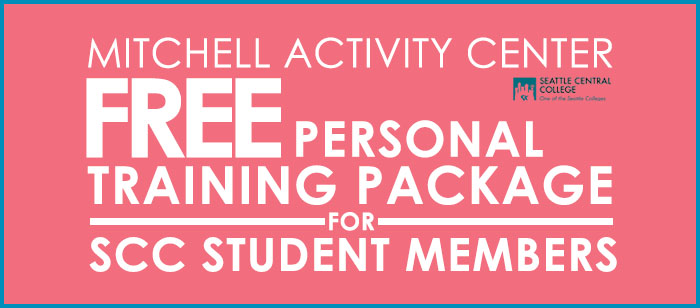 MITCHELL ACTIVITY CENTER
SEATTLE CENTRAL
COLLEGE
One of the Seattle Colleges
FREE PERSONAL
TRAINING PACKAGE
FOR
SCC STUDENT MEMBERS